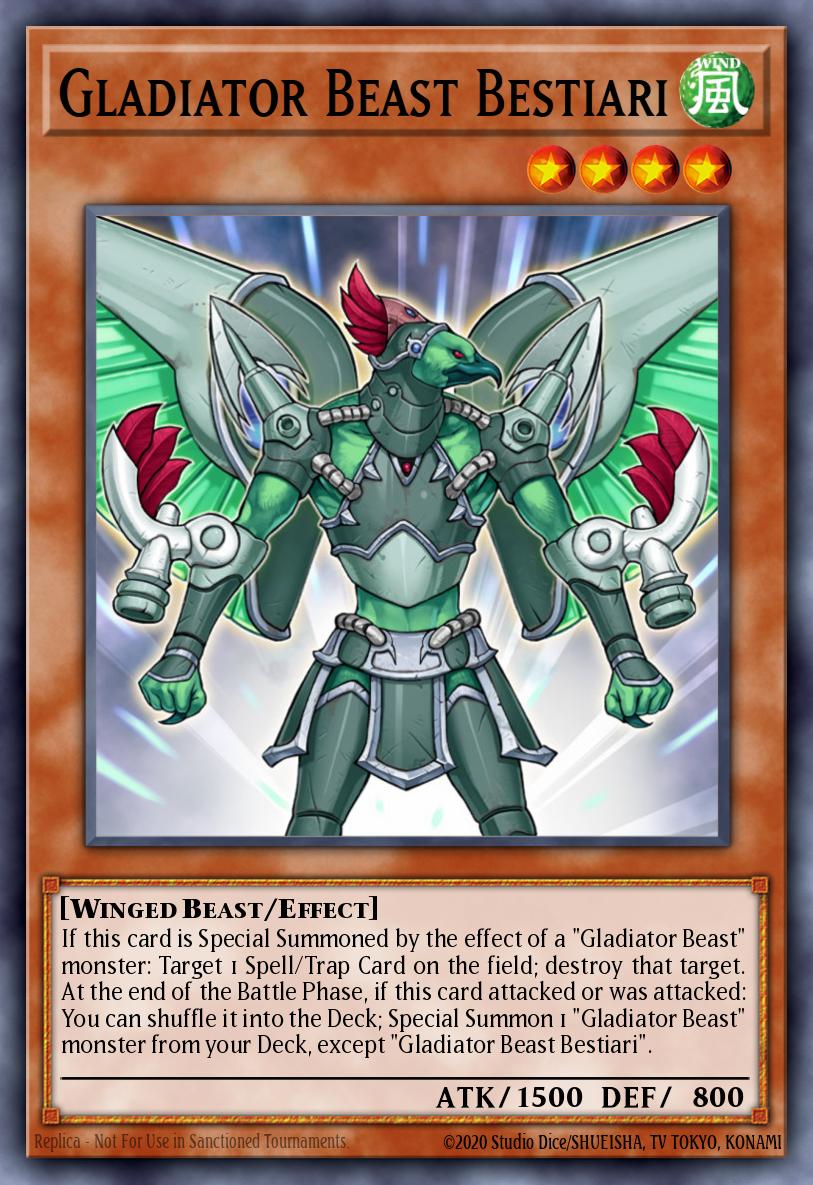 Gladiator Beast Bestiari
WIND
風
[Winged Beast/Effect]
If this card is Special Summoned by the effect of a "Gladiator Beast"
monster: Target 1 Spell/Trap Card on the field; destroy that target.
At the end of the Battle Phase, if this card attacked or was attacked:
You can shuffle it into the Deck; Special Summon 1 "Gladiator Beast"
monster from your Deck, except "Gladiator Beast Bestiari".
ATK/1500 DEF/ 800
Replica - Not For Use in Sanctioned Tournaments.
©2020 Studio Dice/SHUEISHA, TV TOKYO, KONAMI